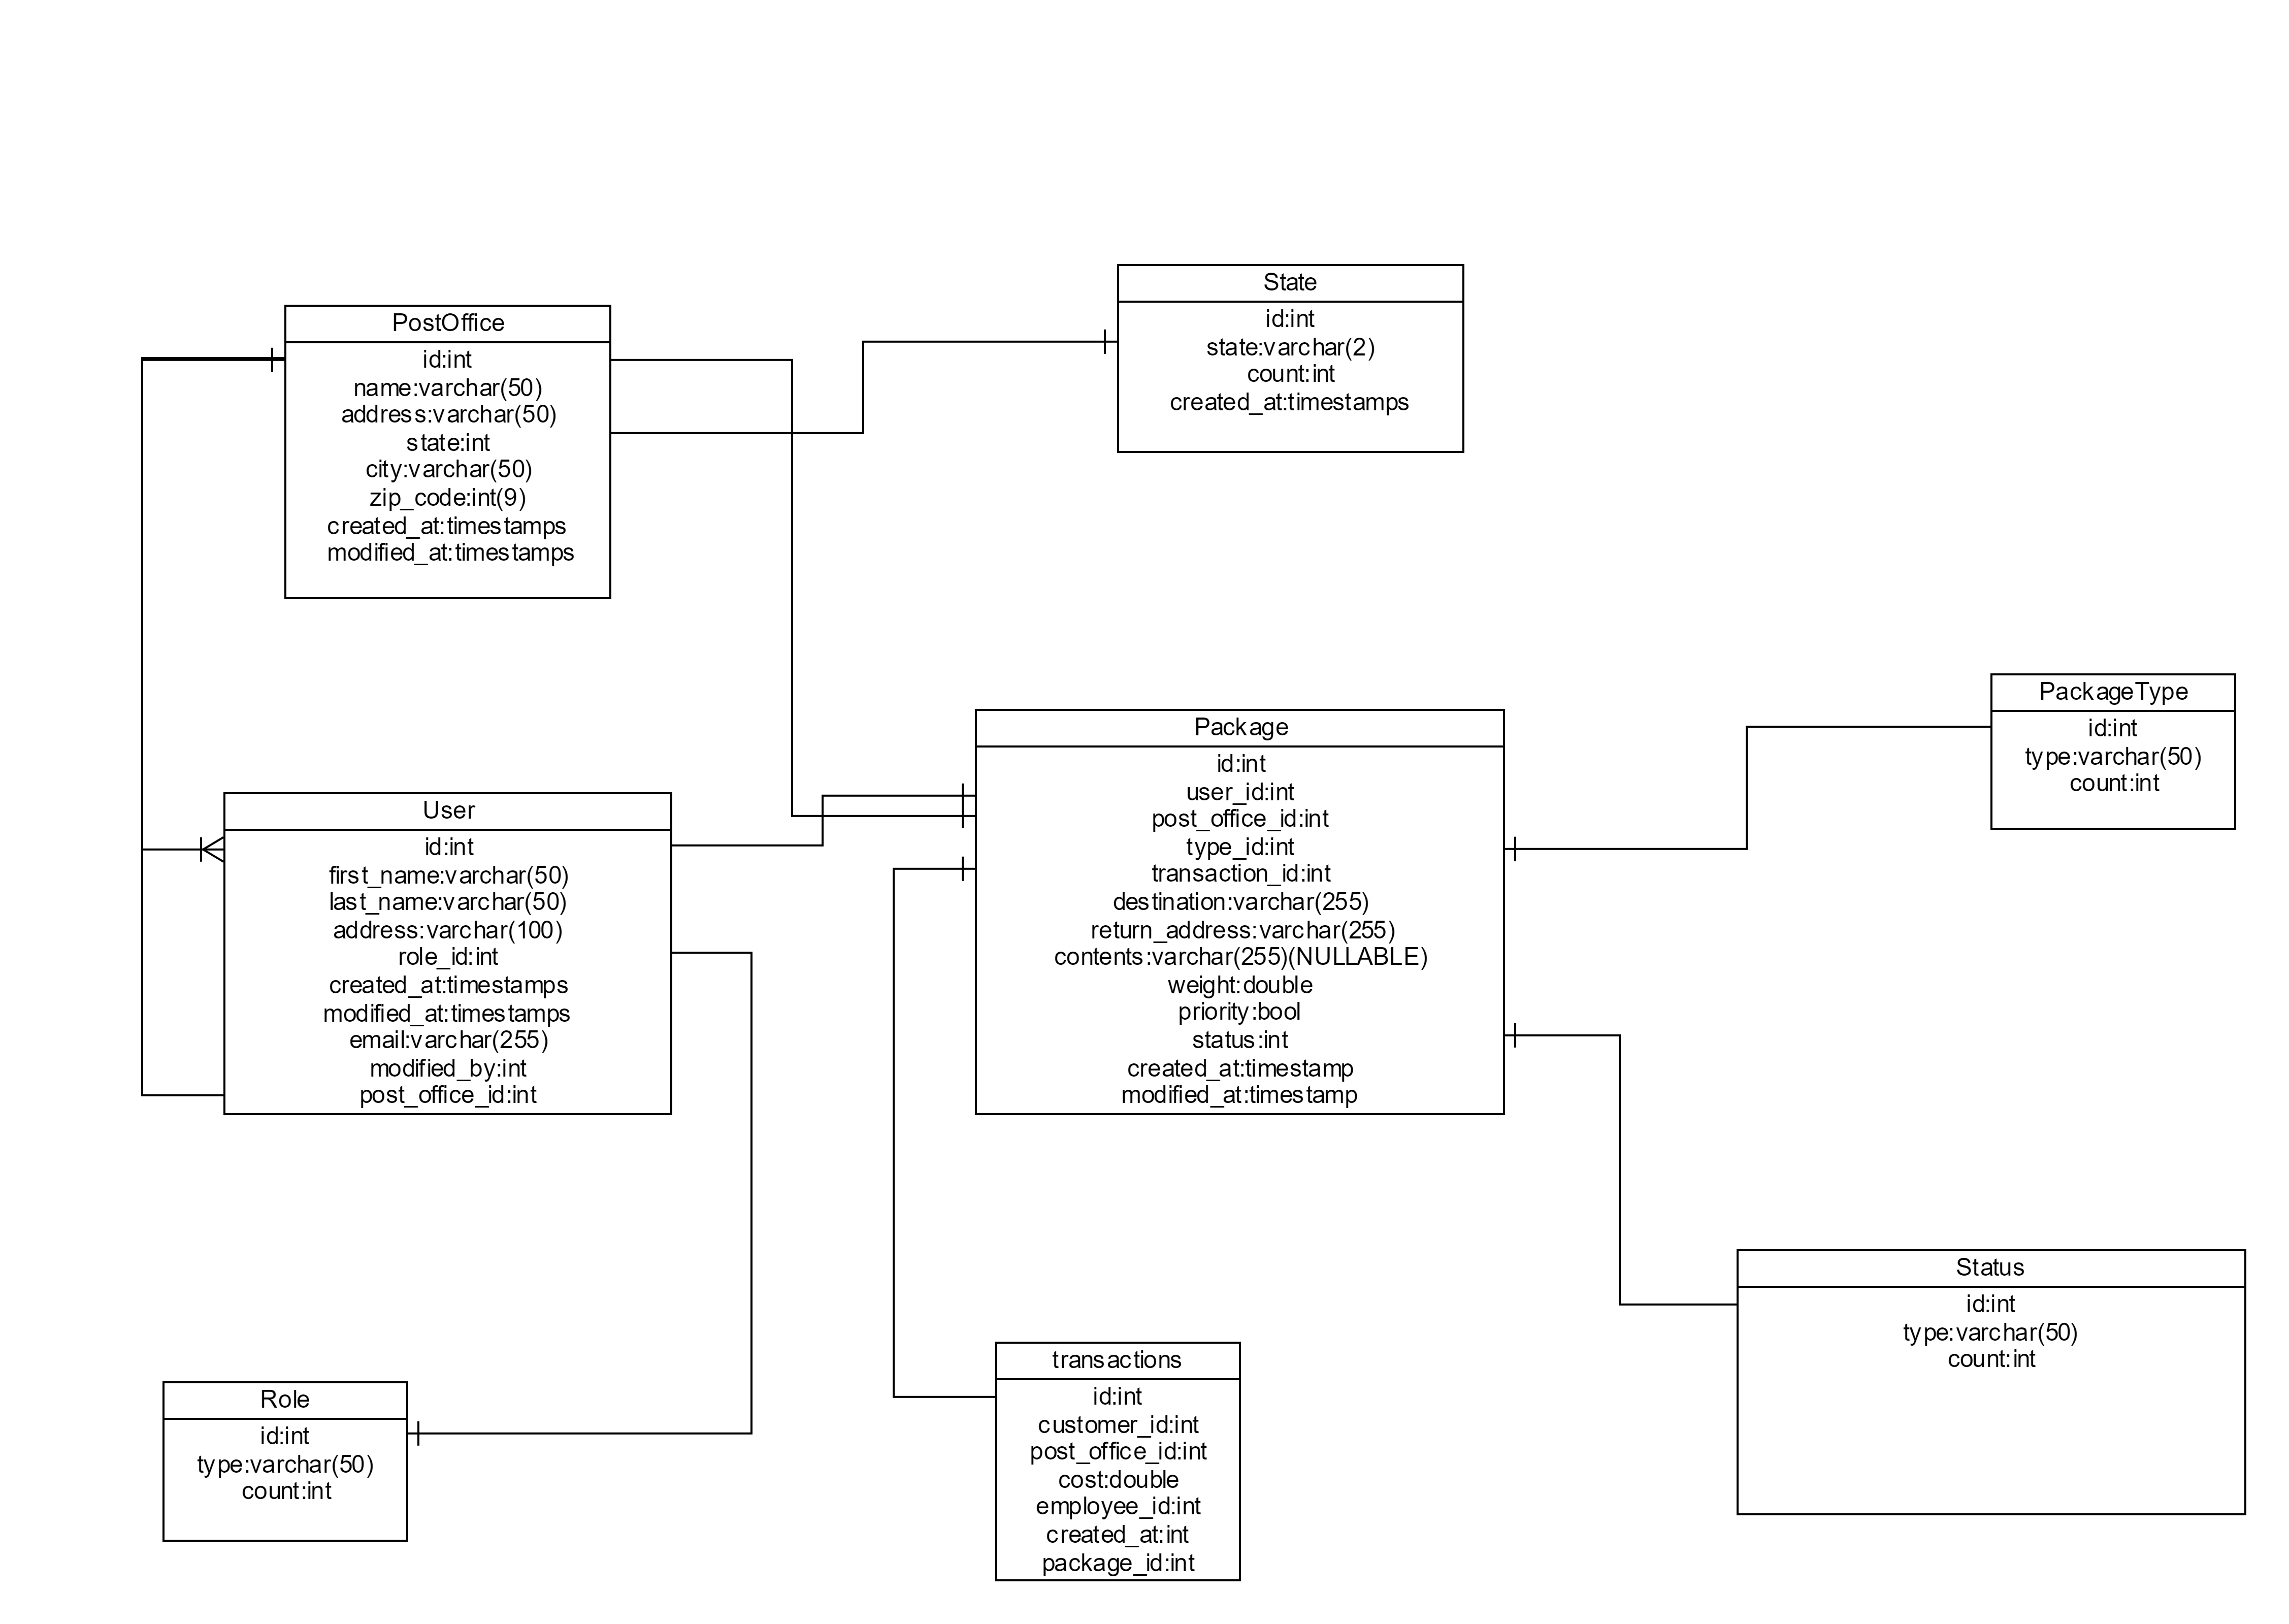 State
id:int
state:varchar(2)
count:int
created_at:timestamps
PostOffice
id:int
name:varchar(50)
address:varchar(50)
state:int
city:varchar(50)
zip_code:int(9)
created_at:timestamps
modified_at:timestamps
PackageType
id:int
type:varchar(50)
count:int
Package
id:int
user_id:int
post_office_id:int
type_id:int
transaction_id:int
destination:varchar(255)
return_address:varchar(255)
contents:varchar(255)(NULLABLE)
weight:double
priority:bool
status:int
created_at:timestamp
modified_at:timestamp
User
id:int
first_name:varchar(50)
last_name:varchar(50)
address:varchar(100)
role_id:int
created_at:timestamps
modified_at:timestamps
email:varchar(255)
modified_by:int
post_office_id:int
Status
id:int
type:varchar(50)
count:int
transactions
id:int
customer_id:int
post_office_id:int
cost:double
employee_id:int
created_at:int
package_id:int
Role
id:int
type:varchar(50)
count:int